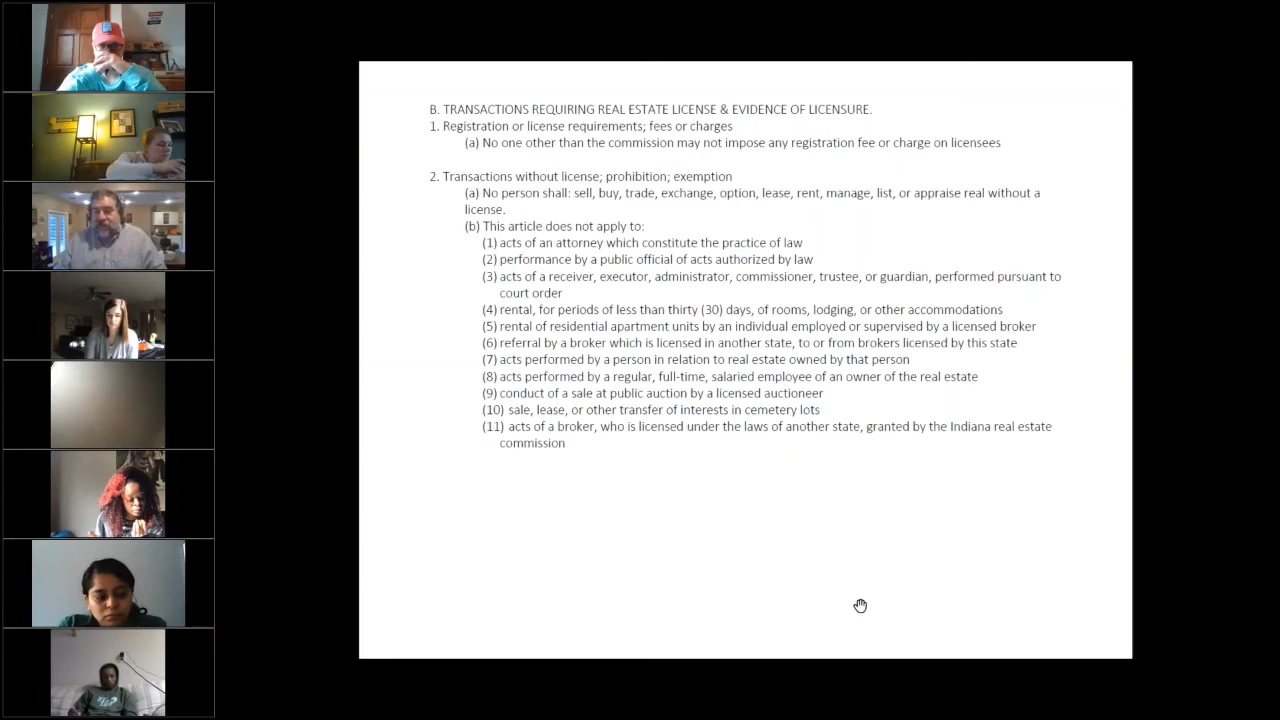 B. TRANSACTIONS REQUIRING REAL ESTATE LICENSE & EVIDENCE OF LICENSURE.
1. Registration or license requirements; fees or charges
(a) No one other than the commission may not impose any registration fee or charge on licensees
2. Transactions without license; prohibition; exemption
(a) No person shall: sell, buy, trade, exchange, option, lease, rent, manage, list, or appraise real without a
license.
(b) This article does not apply to:
(1) acts of an attorney which constitute the practice of law
(2) performance by a public official of acts authorized by law
(3) acts of a receiver, executor, administrator, commissioner, trustee, or guardian, performed pursuant to
court order
(4) rental, for periods of less than thirty (30) days, of rooms, lodging, or other accommodations
(5) rental of residential apartment units by an individual employed or supervised by a licensed broker
(6) referral by a broker which is licensed in another state, to or from brokers licensed by this state
(7) acts performed by a person in relation to real estate owned by that person
(8) acts performed by a regular, full-time, salaried employee of an owner of the real estate
(9) conduct of a sale at public auction by a licensed auctioneer
(10) sale, lease, or other transfer of interests in cemetery lots
(11) acts of a broker, who is licensed under the laws of another state, granted by the Indiana real estate
commission